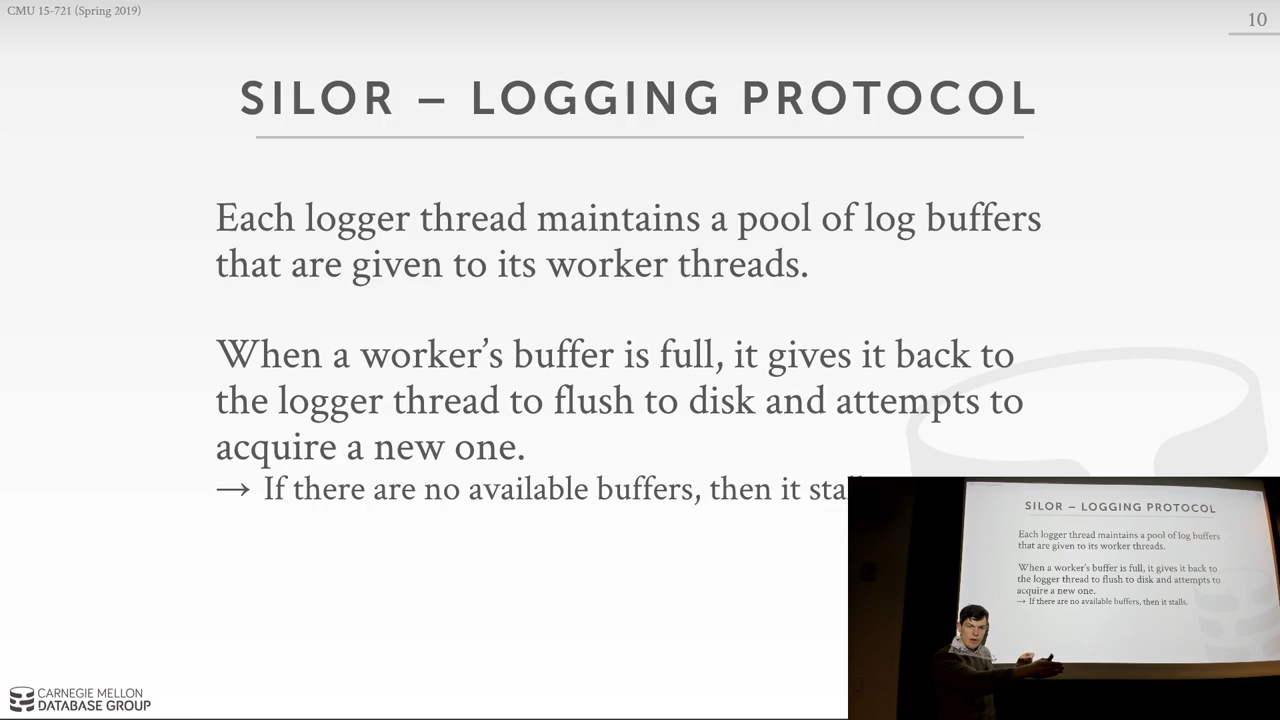 CMU 15-721 (Spring 2019)
10
SILOR – LOGGING PROTOCOL
Each logger thread maintains a pool of log buffers
that are given to its worker threads.
When a worker's buffer is full, it gives it back to
the logger thread to flush to disk and attempts to
acquire a new one.
→ If there are no available buffers, then it stal
CARNEGIE MELLON
DATABASE GROUP
SILOR – LOGGING PROTOCOL
Each logger thread maintains a pool of log buffers
that are given to its worker threads.
When a worker's buffer is full, it gives it back to
the logger thread to flush to disk and attempts to
acquire a new one.
→ If there are no available buffers, then it stalls.